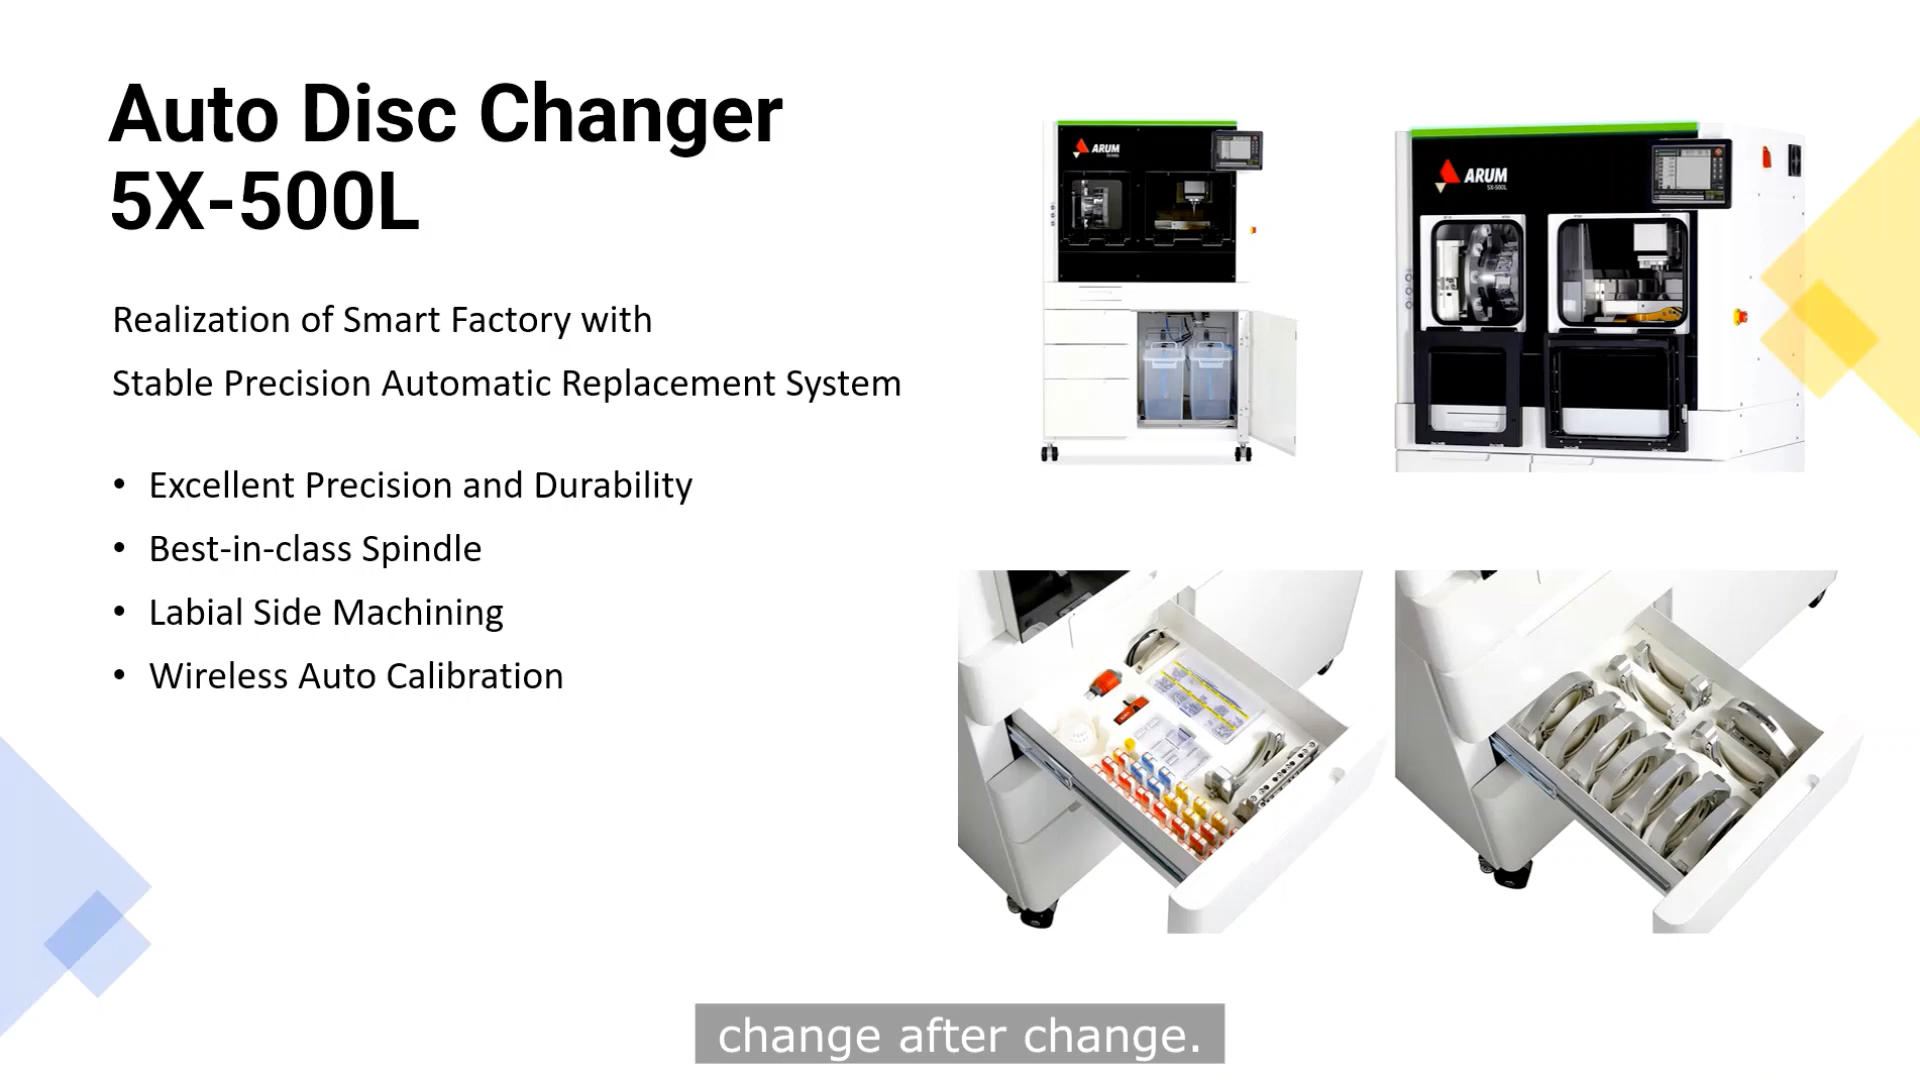 Auto Disc Changer
5X-500L
Realization of Smart Factory with
Stable Precision Automatic Replacement System
• Excellent Precision and Durability
• Best-in-class Spindle
• Labial Side Machining
• Wireless Auto Calibration
ARUM
ARUM
5X-500L
change after change.